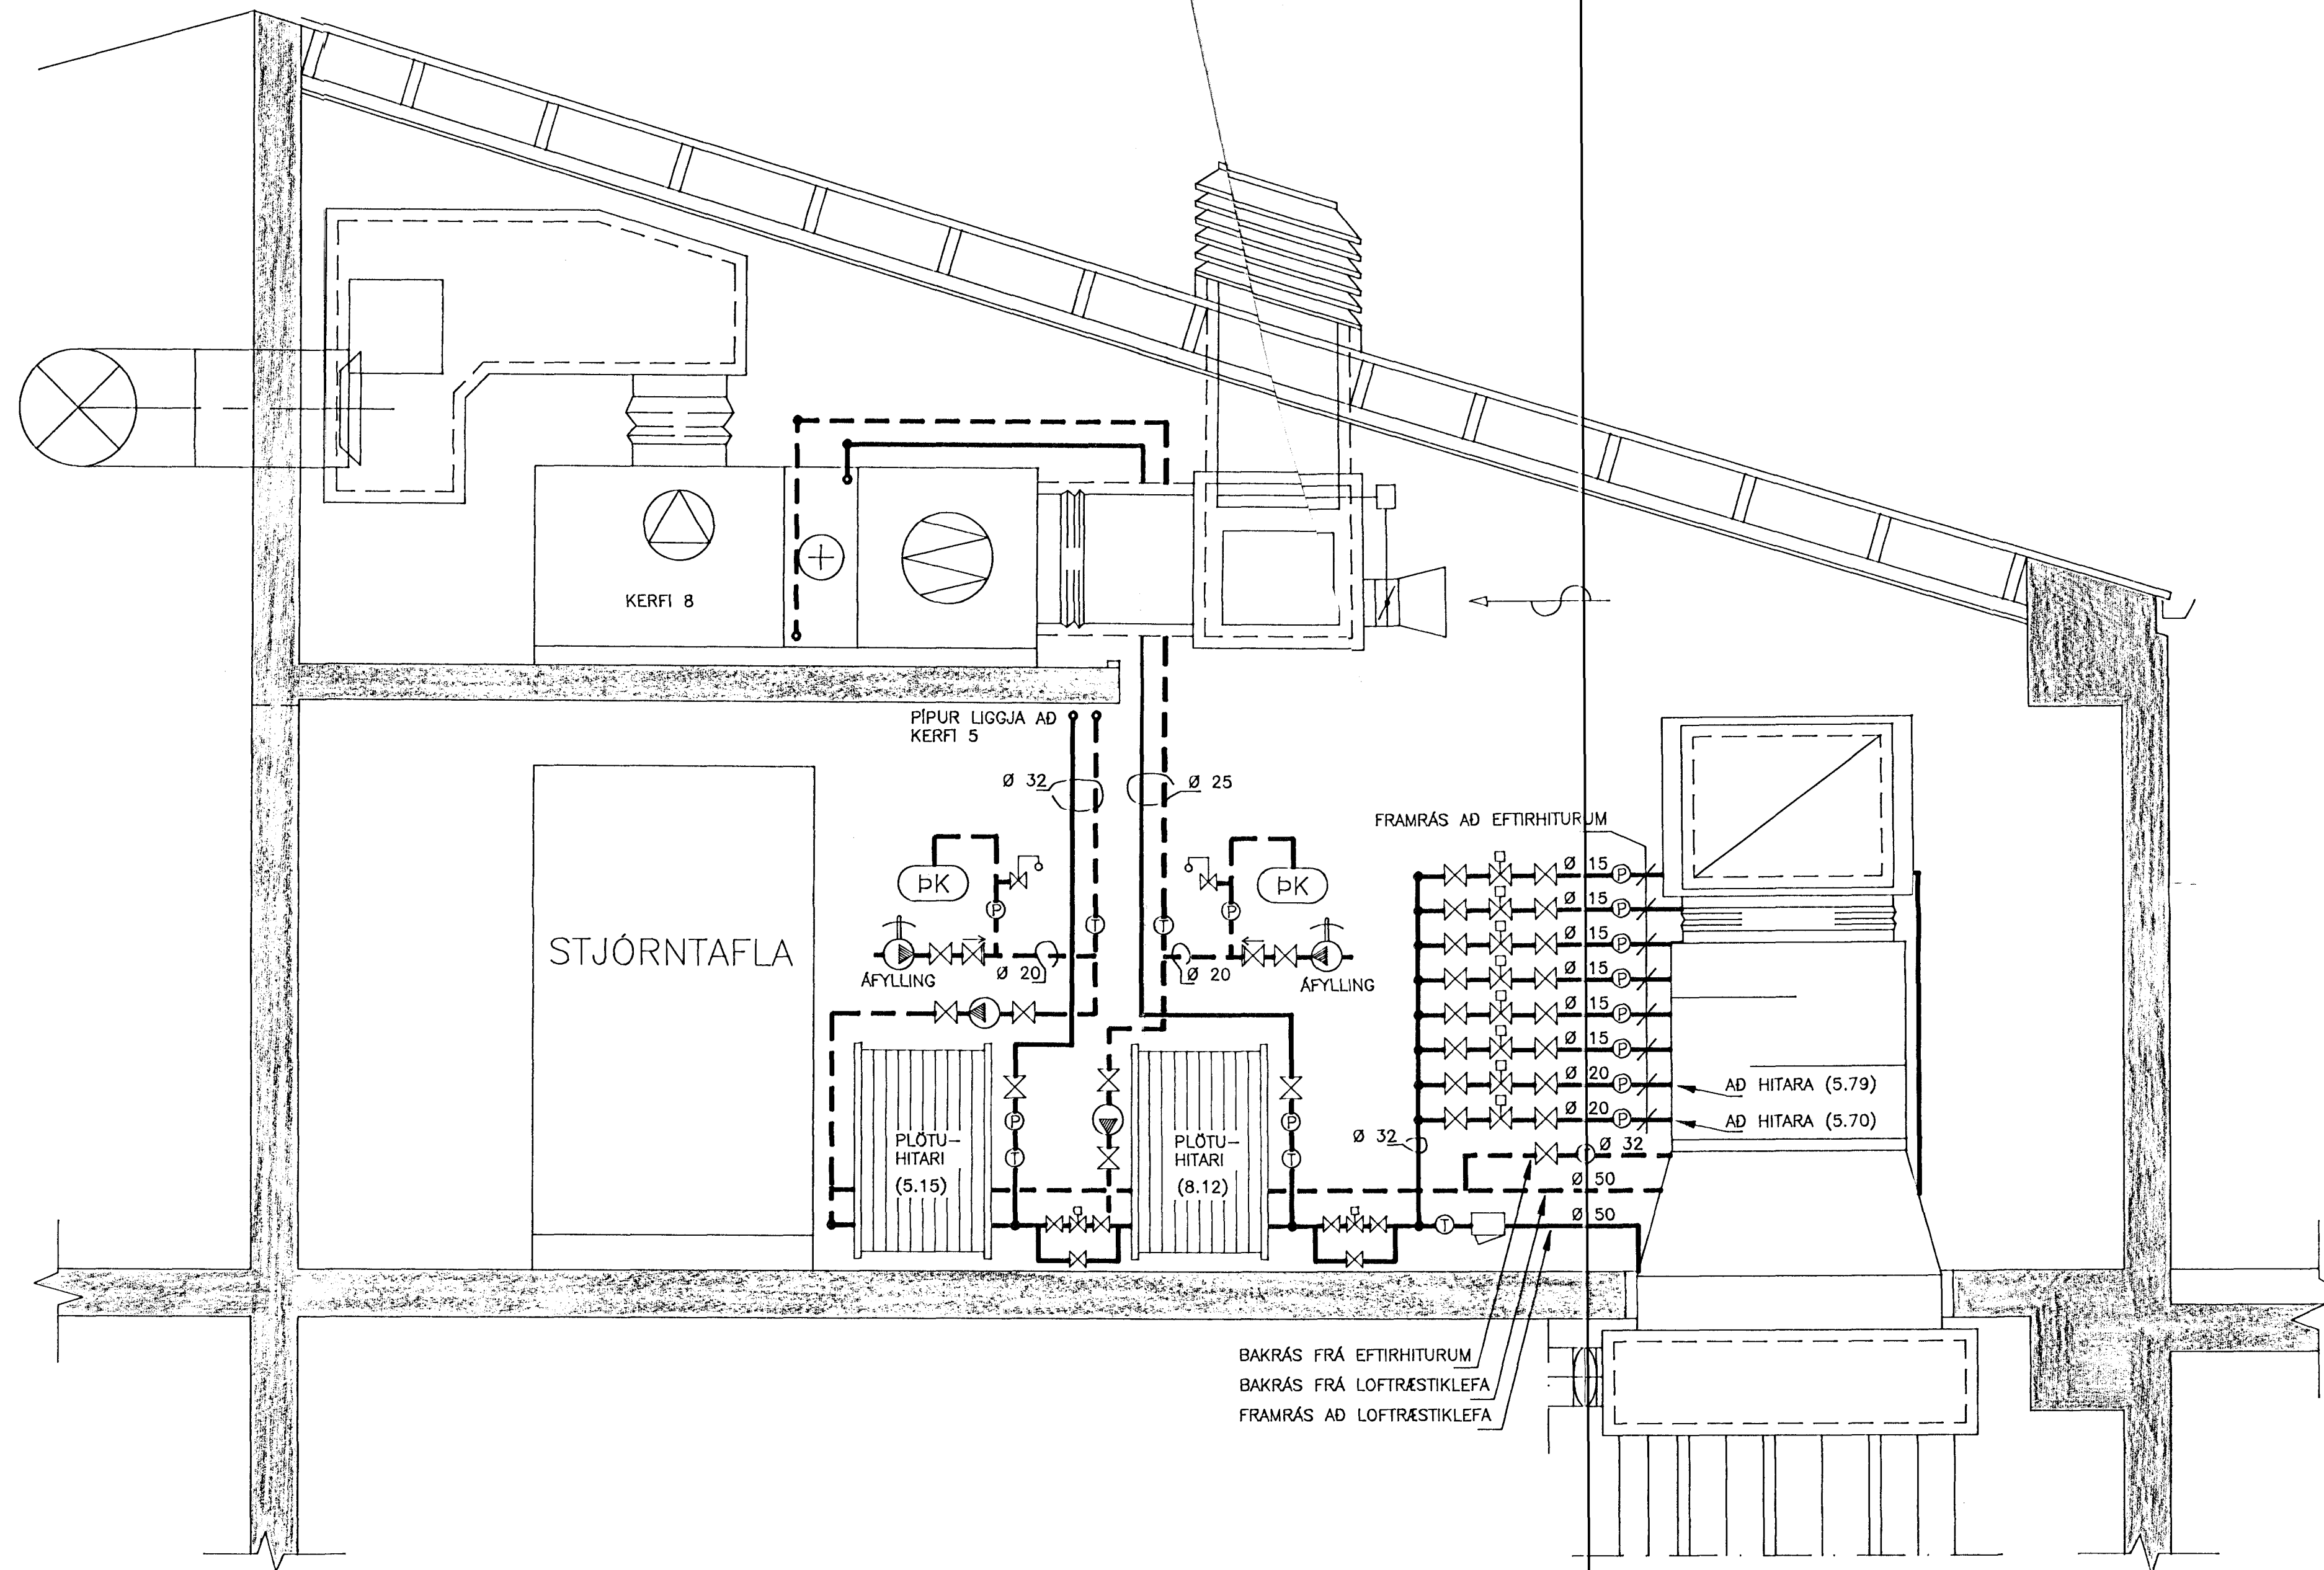 KERFI 8
PÍPUR LIGGJA AÐ
KERFI 5
Ø 32
Ø 25
FRAMRÁS AÐ EFTIRHITURUM
ÞK
ÞK
Ø 15
P
Ø 15
P
P
P
T
T
STJÓRNTAFLA
Ø 15
P
Ø 20
Ø 20
ÁFYLLING
ÁFYLLING
Ø 15
P
Ø 15
P
Ø 15
P
Ø 20
P
AÐ HITARA (5.79)
Ø 20
P
AÐ HITARA (5.70)
P
P
PLÖTU-
HITARI
(5.15)
PLÖTU-
HITARI
(8.12)
Ø 32
T
T
T
Ø 32
Ø 50
T
Ø 50
BAKRÁS FRÁ EFTIRHITURUM
BAKRÁS FRÁ LOFTRÆSTIKLEFA
FRAMRÁS AÐ LOFTRÆSTIKLEFA